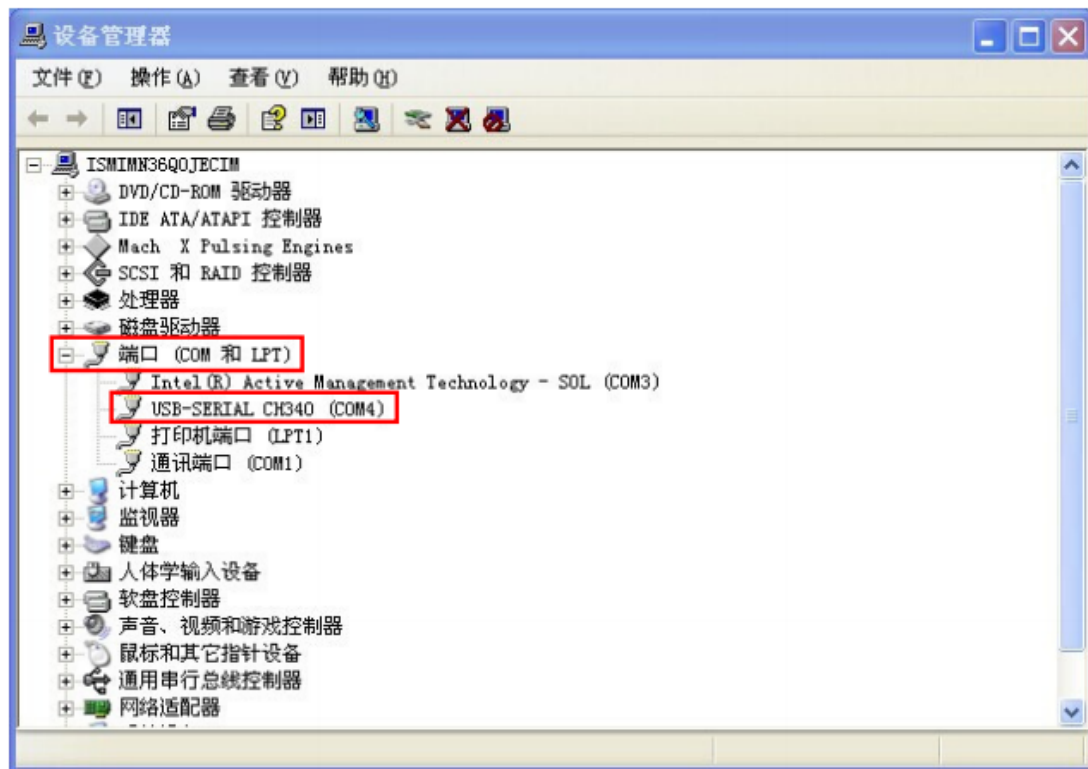 设备管理器
文件(F) 操作(A) 查看(V) 帮助(H)
ISMIMN36QOJECIM
DVD/CD-ROM 驱动器
IDE ATA/ATAPI 控制器
Mach X Pulsing Engines
SCSI 和 RAID 控制器
处理器
磁盘驱动器
端口 (COM 和 LPT)
Intel(R) Active Management Technology - SOL (COM3)
USB-SERIAL CH340 (COM4)
打印机端口 (LPT1)
通讯端口 (COM1)
计算机
监视器
键盘
人体学输入设备
软盘控制器
声音、视频和游戏控制器
鼠标和其它指针设备
通用串行总线控制器
网络适配器